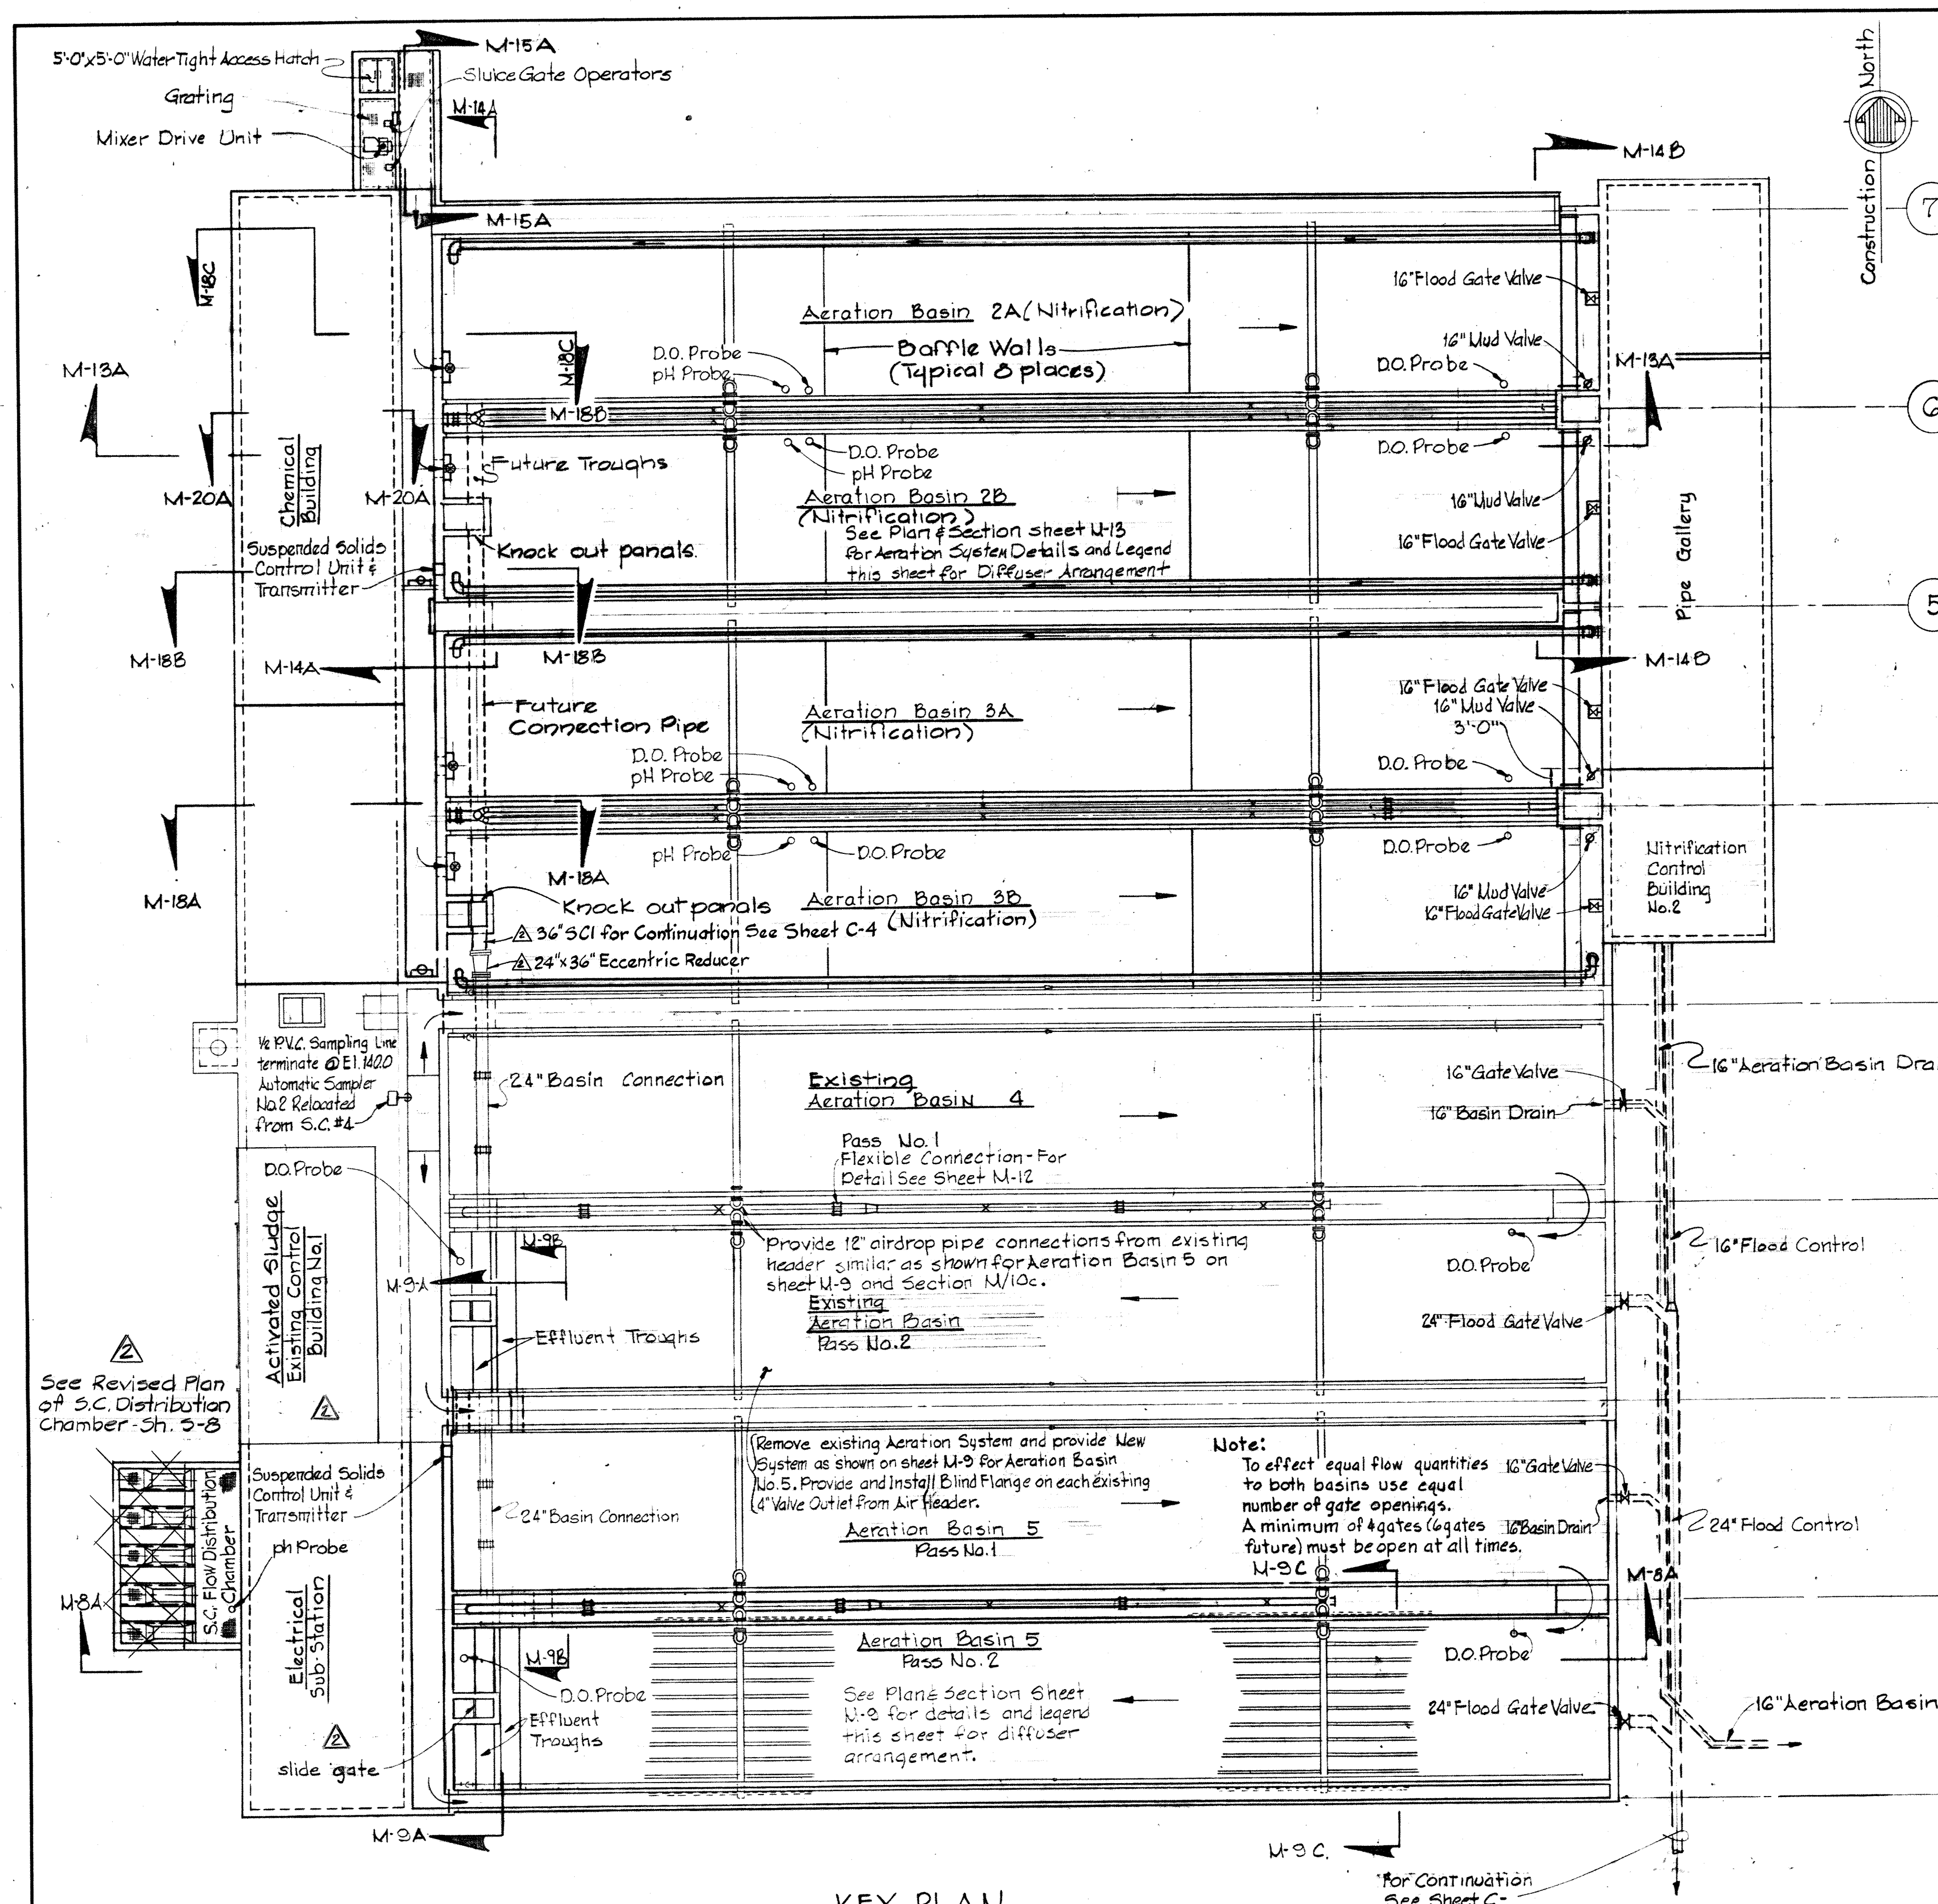 5'-0"x5'-0" Water Tight Access Hatch
Grating
Mixer Drive Unit
M-15A
Sluice Gate Operators
M-14A
M-15A
M-14B
North
Construction
7
M-18C
Aeration Basin 2A (Nitrification)
Baffle Walls
(Typical 8 places)
D.O. Probe
pH Probe
16" Flood Gate Valve
16" Mud Valve
D.O. Probe
M-13A
M-13A
M-18C
M-18B
6
Chemical
Building
M-20A
M-20A
Future Troughs
D.O. Probe
pH Probe
D.O. Probe
Aeration Basin 2B
(Nitrification)
See Plan & Section sheet M-13
for Aeration System Details and Legend
this sheet for Diffuser Arrangement
16" Mud Valve
16" Flood Gate Valve
Pipe Gallery
Knock out panals.
Suspended Solids
Control Unit &
Transmitter
5
M-18B
M-18B
M-14A
M-14B
Future
Connection Pipe
Aeration Basin 3A
(Nitrification)
16" Flood Gate Valve
16" Mud Valve
3'-0"
D.O. Probe
pH Probe
D.O. Probe
pH Probe
D.O. Probe
D.O. Probe
M-18A
M-18A
Nitrification
Control
Building
No.2
Knock out panals
Aeration Basin 3B
(Nitrification)
16" Mud Valve
16" Flood Gate Valve
2 36" SCI for Continuation See Sheet C-4
2 24"x36" Eccentric Reducer
1/2 P.V.C. Sampling Line
terminate @ El. 140.0
Automatic Sampler
No.2 Relocated
from S.C. #4
24" Basin Connection
Existing
Aeration Basin 4
Pass No.1
Flexible Connection - For
Detail See Sheet M-12
16" Gate Valve
16" Basin Drain
16" Aeration Basin Dra
D.O. Probe
Activated Sludge
Existing Control
Building No.1
2
M-9B
M-9A
Provide 12" airdrop pipe connections from existing
header similar as shown for Aeration Basin 5 on
sheet M-9 and Section M/10c.
Existing
Aeration Basin
Pass No.2
D.O. Probe
16" Flood Control
24" Flood Gate Valve
Effluent Troughs
2
See Revised Plan
of S.C. Distribution
Chamber-Sh. S-8
Remove existing Aeration System and provide New
System as shown on sheet M-9 for Aeration Basin
No.5. Provide and Install Blind Flange on each existing
4" Valve Outlet from Air Header.
Aeration Basin 5
Pass No.1
Note:
To effect equal flow quantities
to both basins use equal
number of gate openings.
A minimum of 4 gates (6 gates
future) must be open at all times.
16" Gate Valve
16" Basin Drain
24" Flood Control
Suspended Solids
Control Unit &
Transmitter
ph Probe
24" Basin Connection
S.C. Flow Distribution
Chamber
M-8A
M-9C
M-8A
Electrical
Sub-Station
2
slide gate
M-9B
D.O. Probe
Effluent
Troughs
Aeration Basin 5
Pass No.2
See Plan & Section Sheet
M-9 for details and legend
this sheet for diffuser
arrangement.
D.O. Probe
24" Flood Gate Valve
16" Aeration Basin
M-9A
M-9C.
For Continuation
See Sheet C-
KEY PLAN